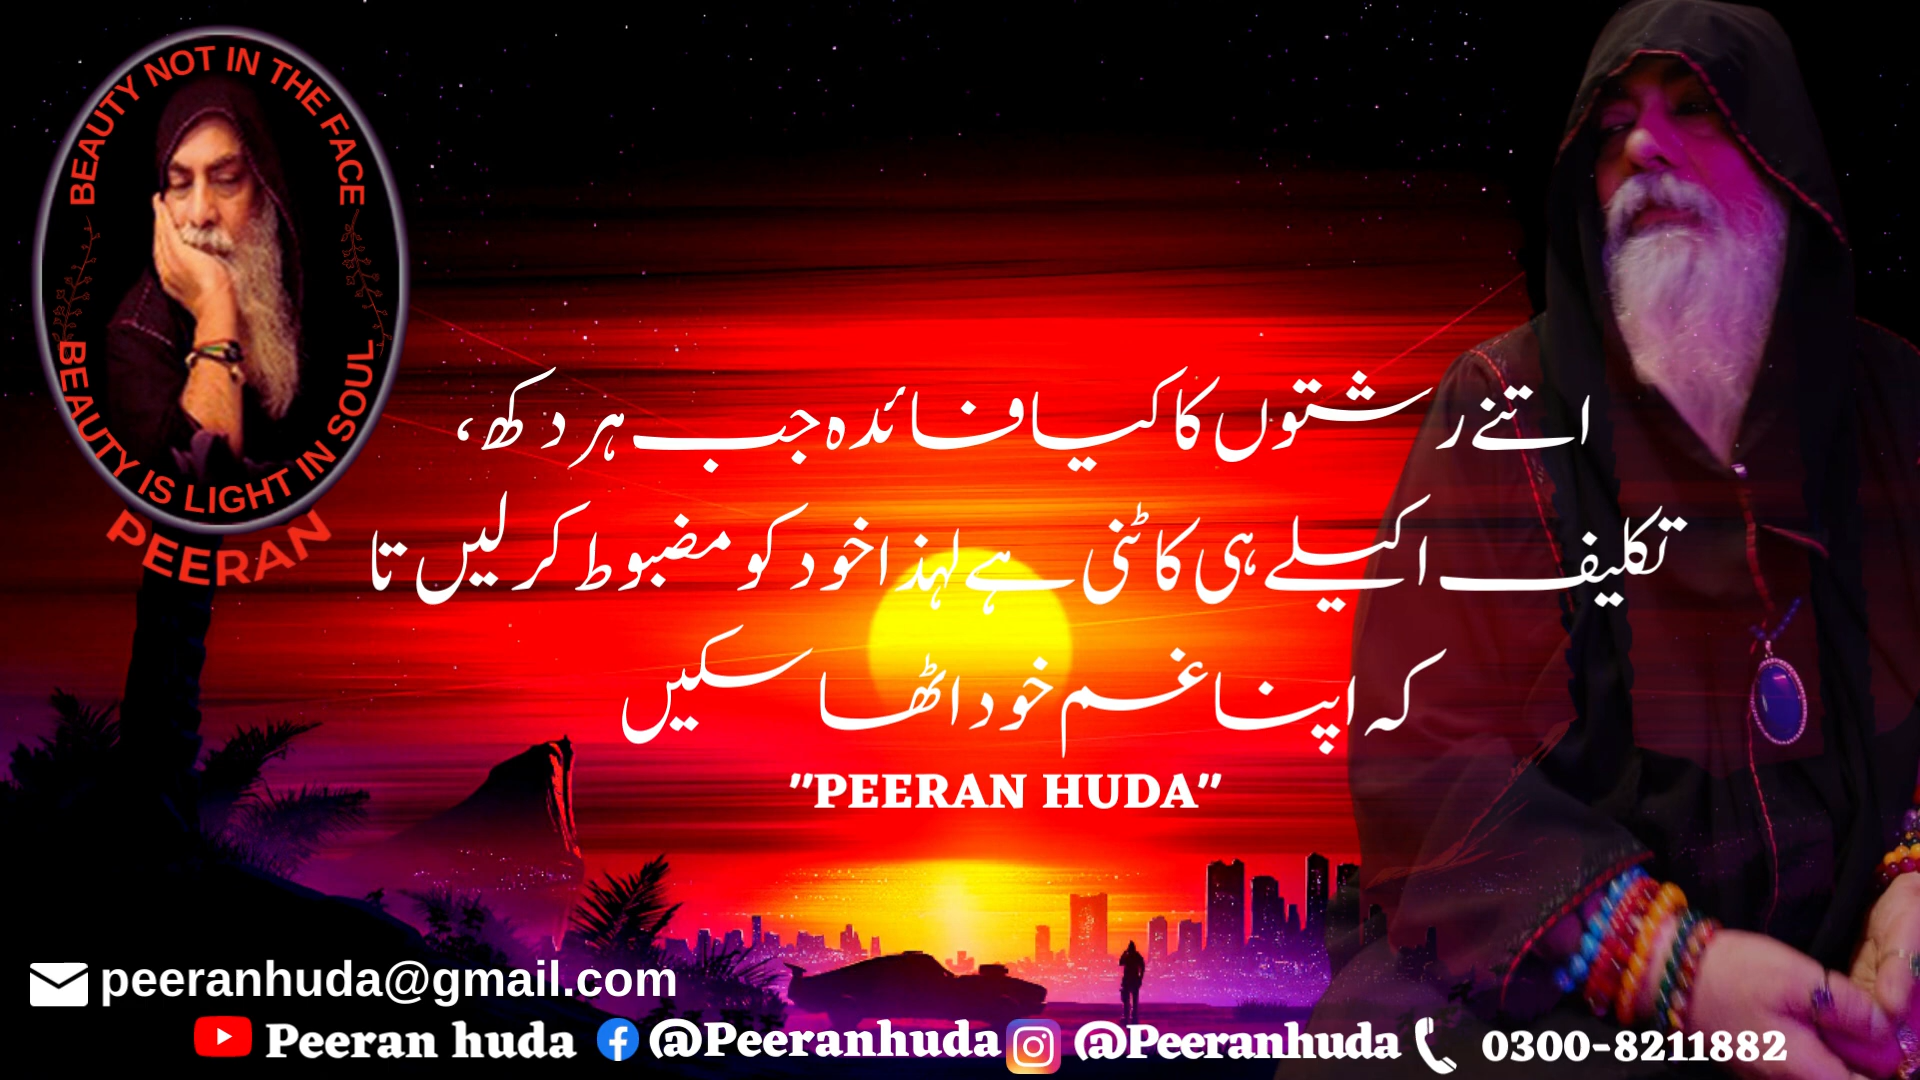 BEAUTY NOT IN THE FACE
BEAUTY IS LIGHT IN SOUL
PEERAN
اتنے رشتوں کا کیا فائدہ جب ہر دکھ،
تکلیف اکیلے ہی کاٹنی ہے لہذا خود کو مضبوط کر لیں تا
کہ اپنا غم خود اٹھا سکیں
"PEERAN HUDA"
peeranhuda@gmail.com
Peeran huda @Peeranhuda @Peeranhuda 0300-8211882